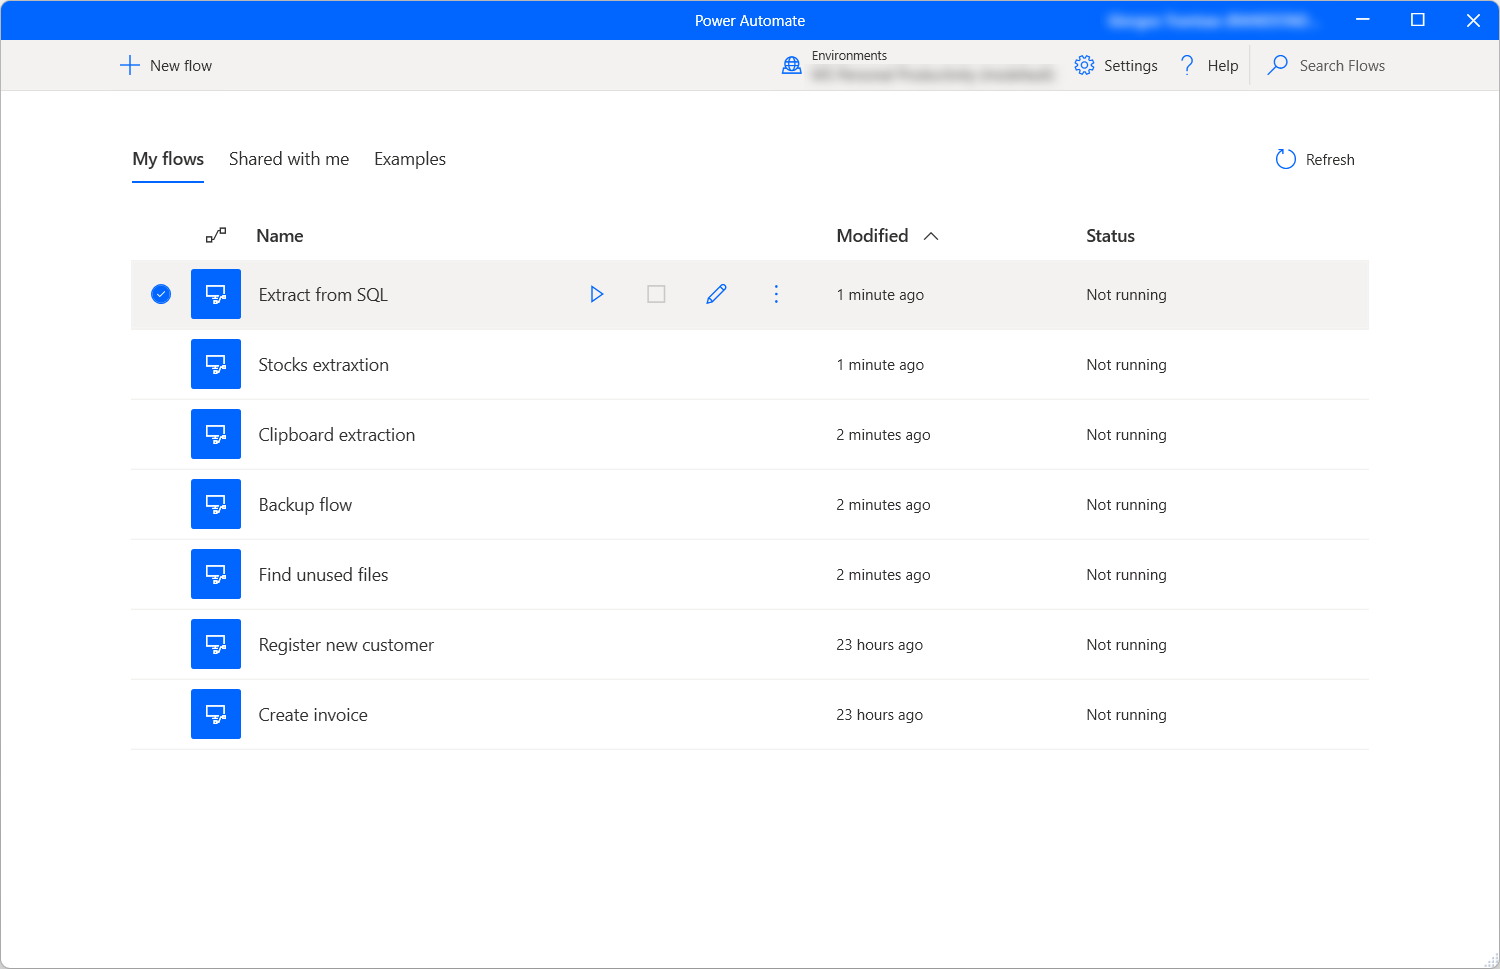 Power Automate
New flow
Environments
Settings
Help
Search Flows
My flows
Shared with me
Examples
Refresh
Name
Modified
Status
Extract from SQL
1 minute ago
Not running
Stocks extraxtion
1 minute ago
Not running
Clipboard extraction
2 minutes ago
Not running
Backup flow
2 minutes ago
Not running
Find unused files
2 minutes ago
Not running
Register new customer
23 hours ago
Not running
Create invoice
23 hours ago
Not running